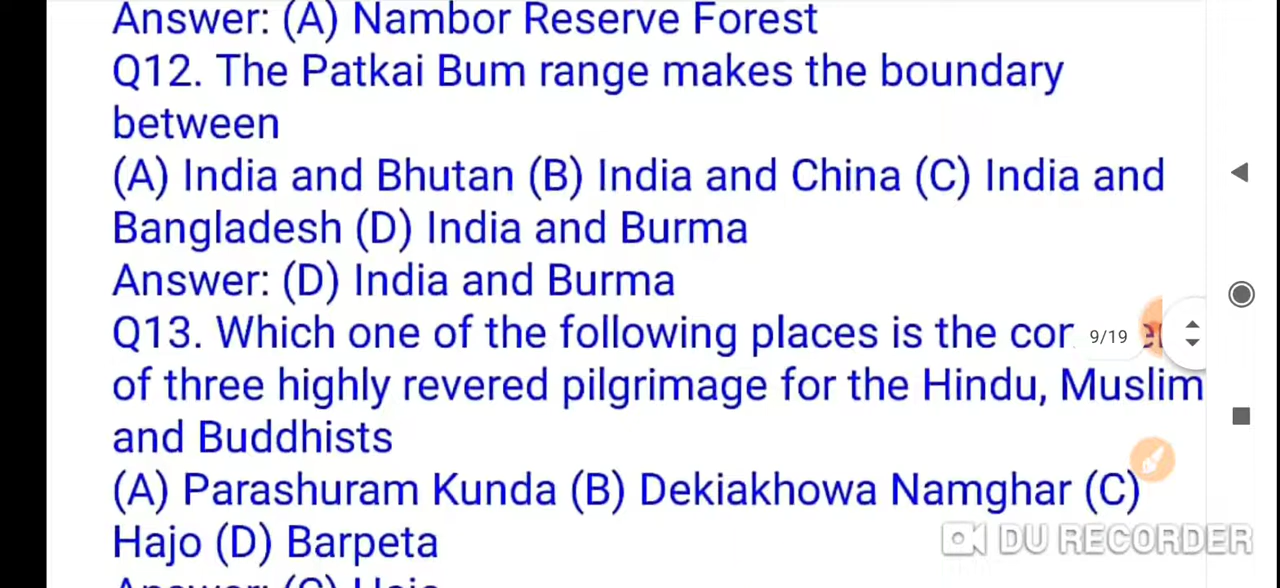 Answer: (A) Nambor Reserve Forest
Q12. The Patkai Bum range makes the boundary
between
(A) India and Bhutan (B) India and China (C) India and
Bangladesh (D) India and Burma
Answer: (D) India and Burma
Q13. Which one of the following places is the
9/19
of three highly revered pilgrimage for the Hindu, Muslim
and Buddhists
(A) Parashuram Kunda (B) Dekiakhowa Namghar (C)
Hajo (D) Barpeta
DU RECORDER
Answer: (C) Hajo